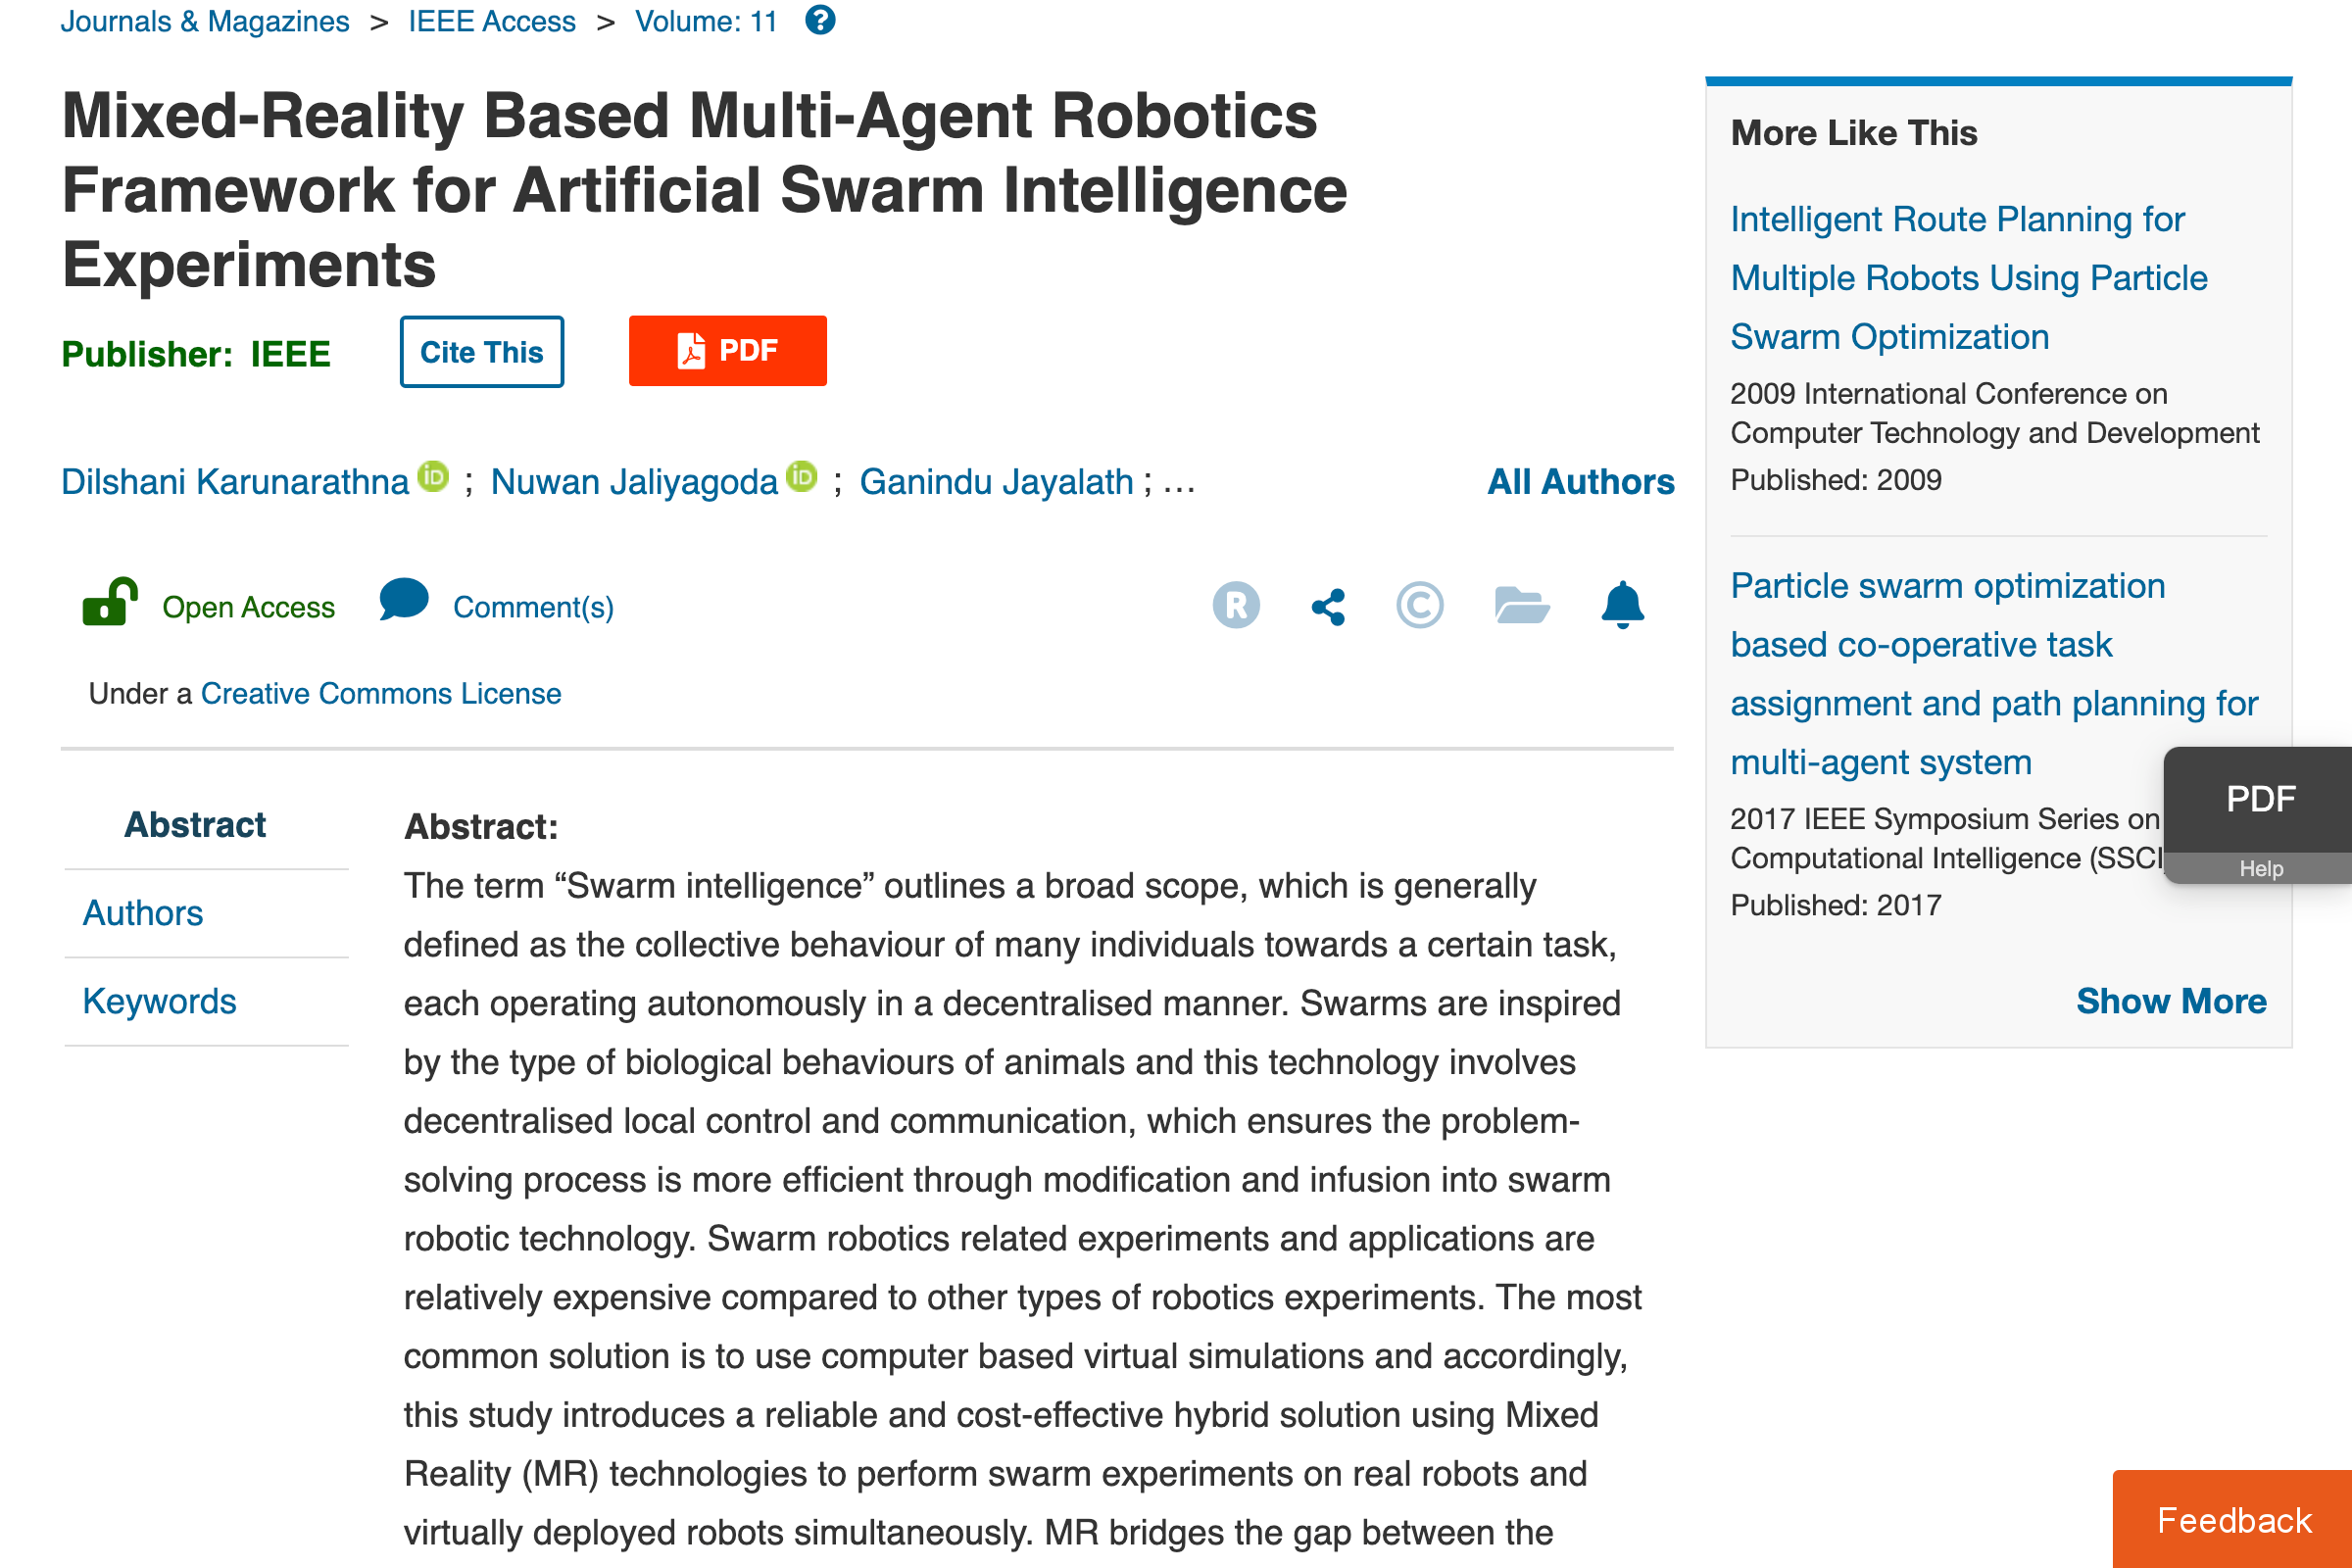 Journals & Magazines > IEEE Access > Volume: 11 ?
Mixed-Reality Based Multi-Agent Robotics
Framework for Artificial Swarm Intelligence
Experiments
Publisher: IEEE
Cite This
PDF
Dilshani Karunarathna iD ; Nuwan Jaliyagoda iD ; Ganindu Jayalath ; ...
All Authors
Open Access
Comment(s)
R
©
Under a Creative Commons License
Abstract
Authors
Keywords
Abstract:
The term “Swarm intelligence” outlines a broad scope, which is generally
defined as the collective behaviour of many individuals towards a certain task,
each operating autonomously in a decentralised manner. Swarms are inspired
by the type of biological behaviours of animals and this technology involves
decentralised local control and communication, which ensures the problem-
solving process is more efficient through modification and infusion into swarm
robotic technology. Swarm robotics related experiments and applications are
relatively expensive compared to other types of robotics experiments. The most
common solution is to use computer based virtual simulations and accordingly,
this study introduces a reliable and cost-effective hybrid solution using Mixed
Reality (MR) technologies to perform swarm experiments on real robots and
virtually deployed robots simultaneously. MR bridges the gap between the
More Like This
Intelligent Route Planning for
Multiple Robots Using Particle
Swarm Optimization
2009 International Conference on
Computer Technology and Development
Published: 2009
Particle swarm optimization
based co-operative task
assignment and path planning for
multi-agent system
2017 IEEE Symposium Series on
Computational Intelligence (SSCI
Published: 2017
Show More
PDF
Help
Feedback